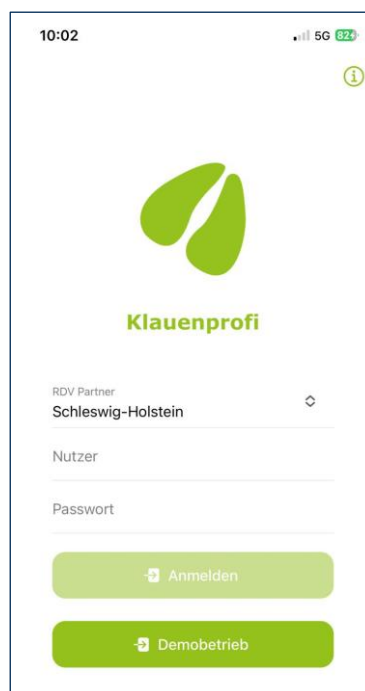 10:02 5G 82
Klauenprofi
RDV Partner
Schleswig-Holstein
Nutzer
Passwort
Anmelden
Demobetrieb